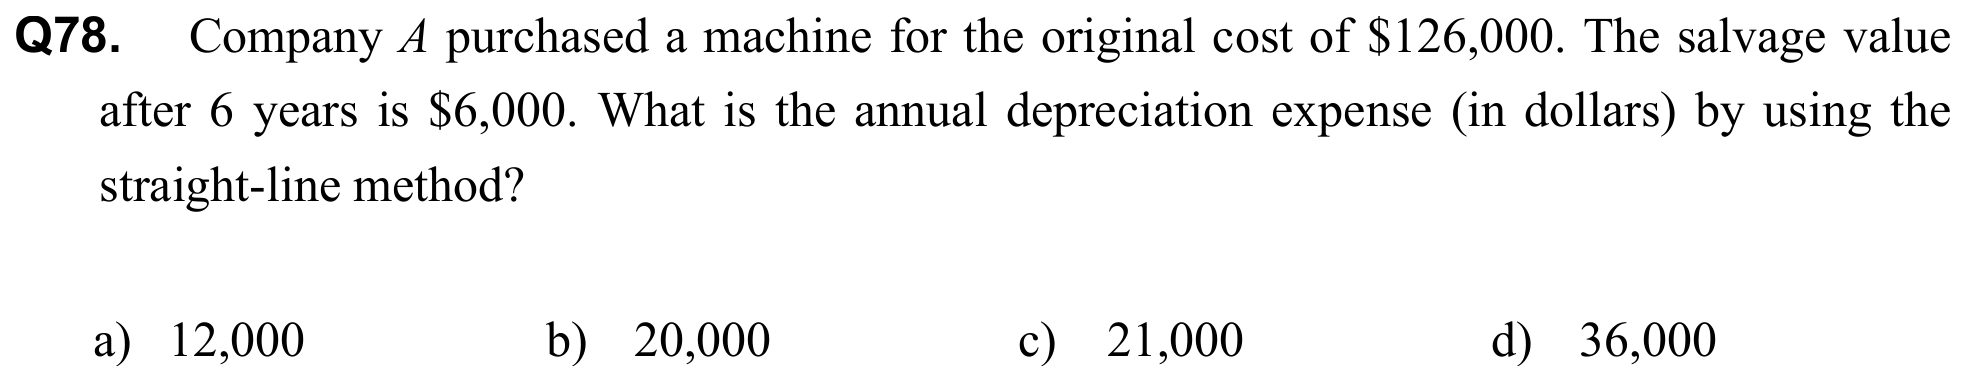 Q78. Company A purchased a machine for the original cost of $126,000. The salvage value
after 6 years is $6,000. What is the annual depreciation expense (in dollars) by using the
straight-line method?
a) 12,000 b) 20,000 c) 21,000 d) 36,000